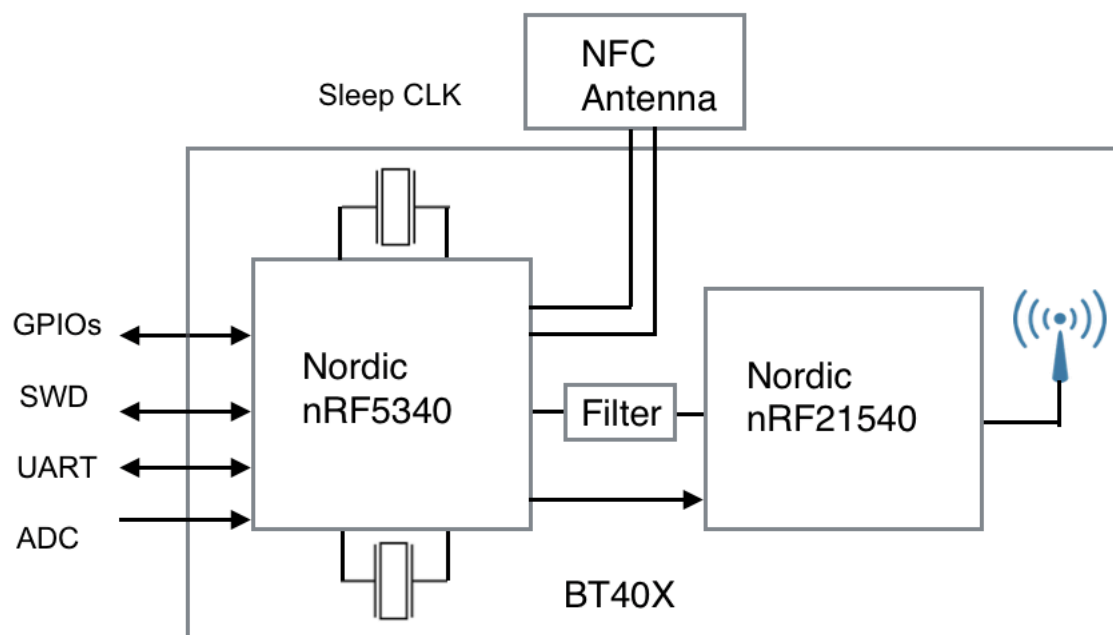 NFC
Antenna
Sleep CLK
GPIOs
SWD
UART
ADC
Nordic
nRF5340
Filter
Nordic
nRF21540
BT40X